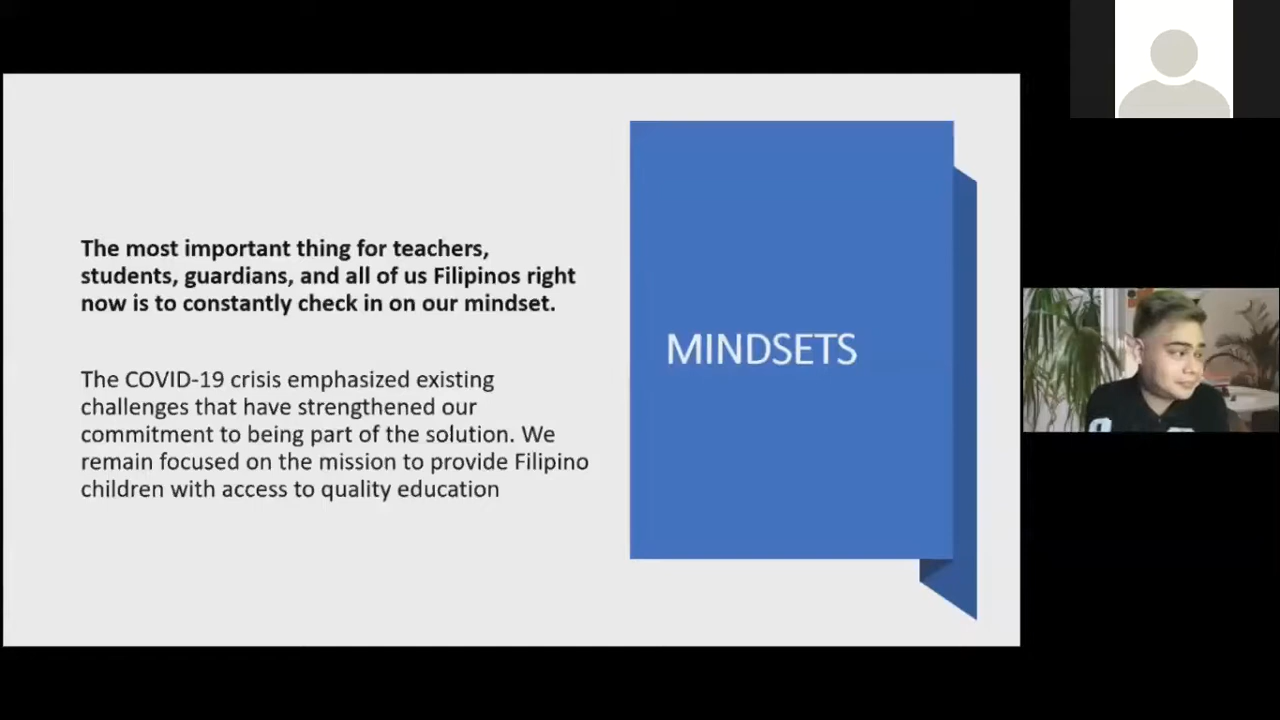 The most important thing for teachers,
students, guardians, and all of us Filipinos right
now is to constantly check in on our mindset.
The COVID-19 crisis emphasized existing
challenges that have strengthened our
commitment to being part of the solution. We
remain focused on the mission to provide Filipino
children with access to quality education
MINDSETS